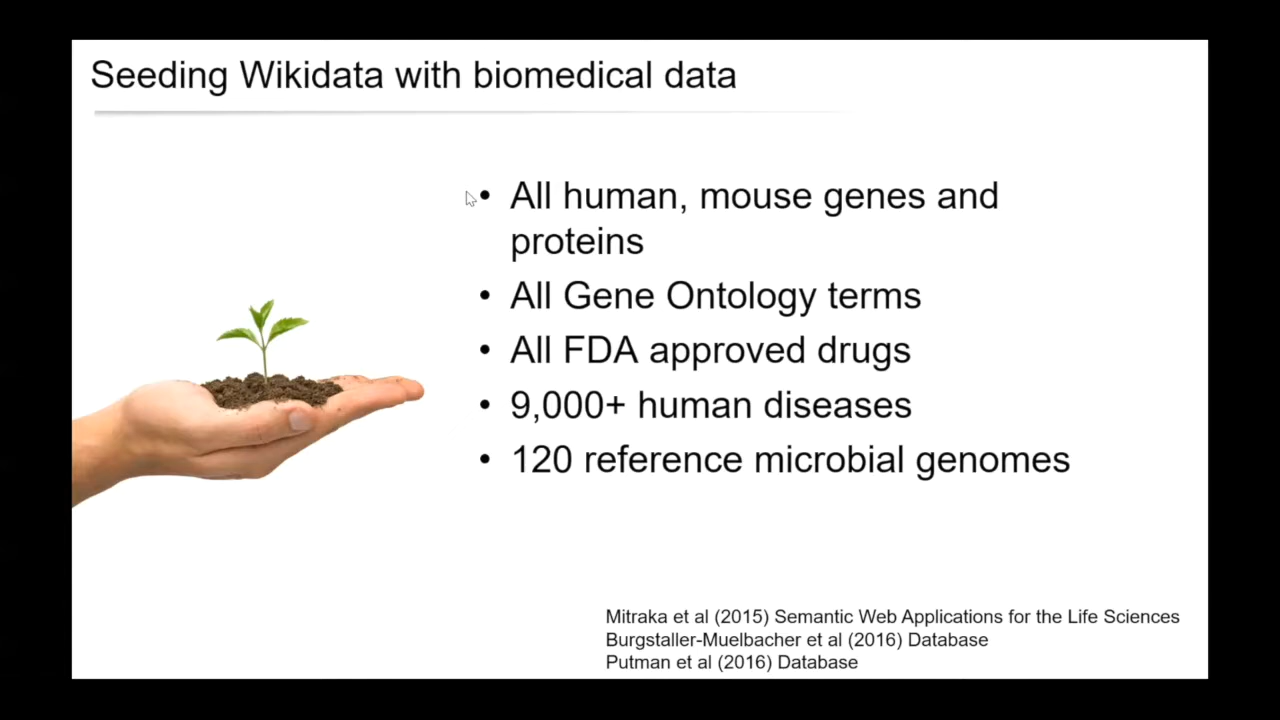 Seeding Wikidata with biomedical data
• All human, mouse genes and
proteins
• All Gene Ontology terms
• All FDA approved drugs
• 9,000+ human diseases
• 120 reference microbial genomes
Mitraka et al (2015) Semantic Web Applications for the Life Sciences
Burgstaller-Muelbacher et al (2016) Database
Putman et al (2016) Database